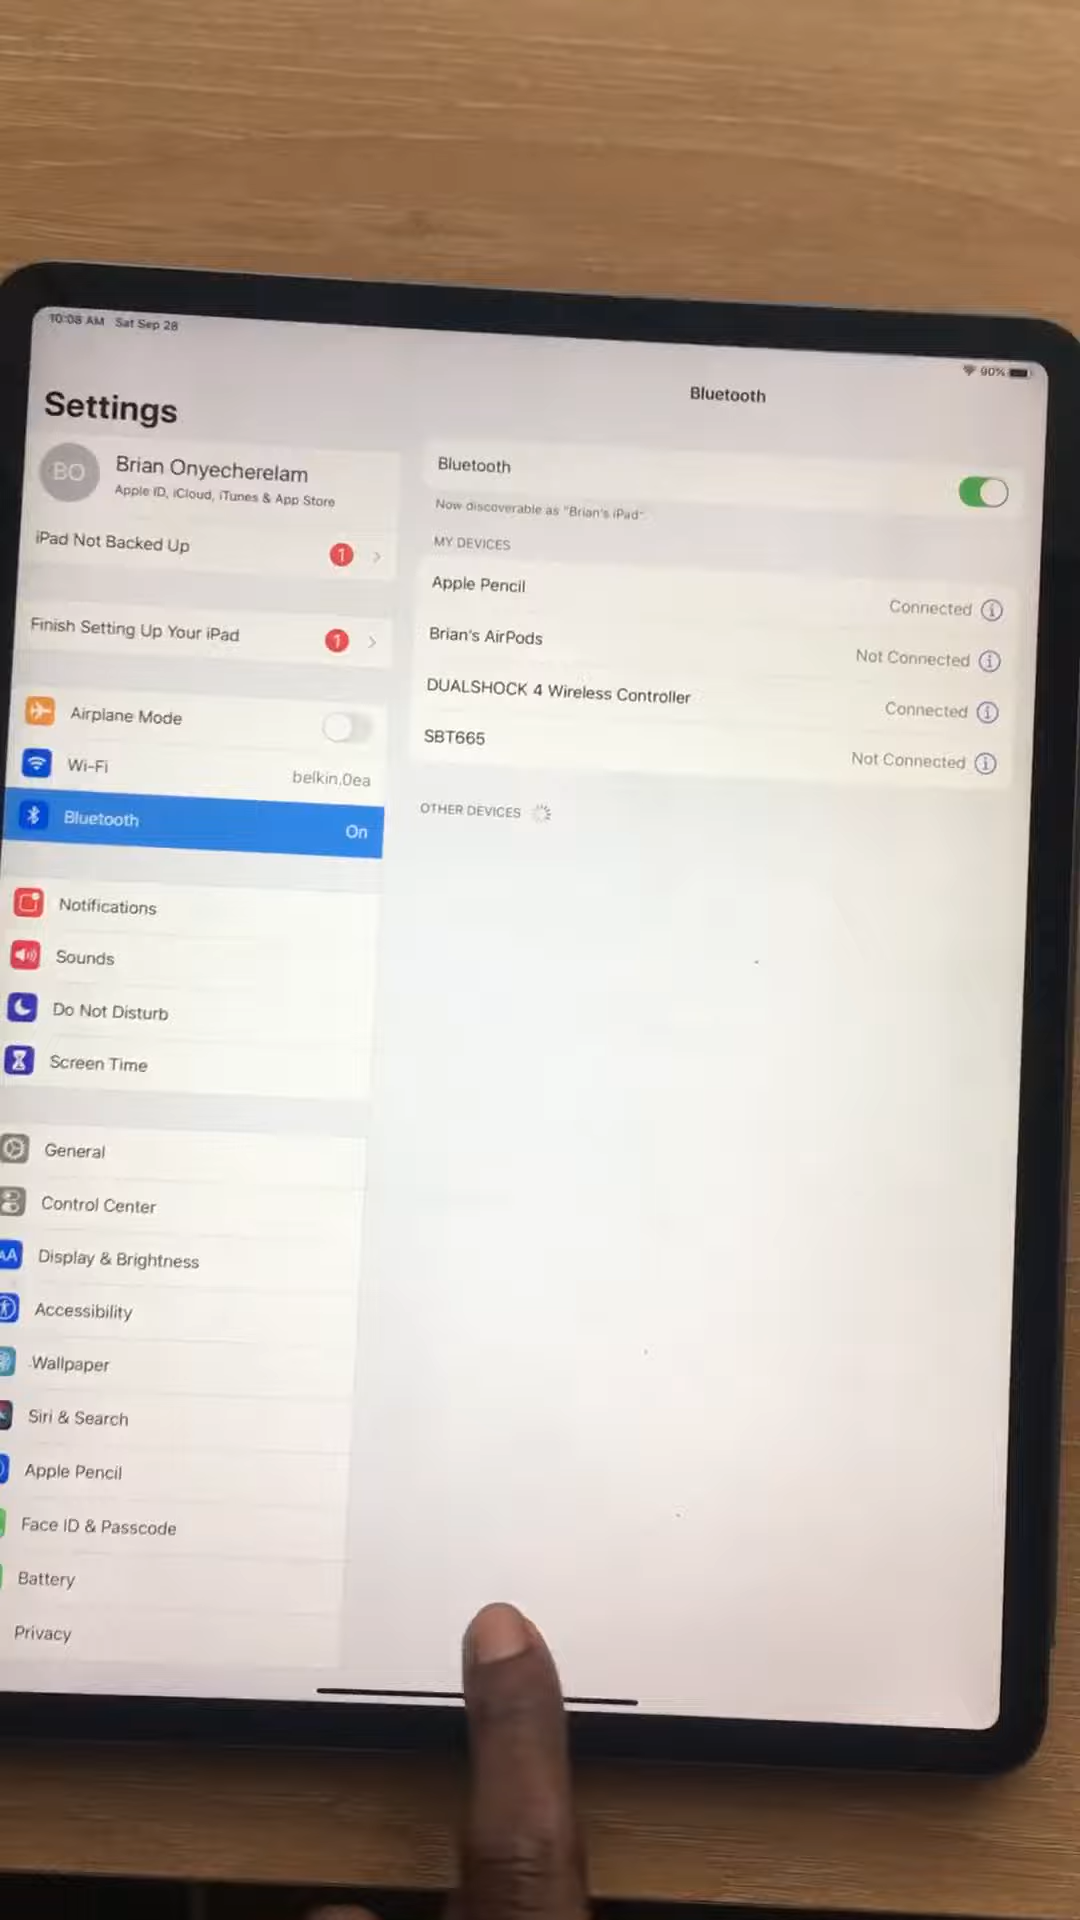 10:08 AM Sat Sep 28
90%
Settings
Bluetooth
BO
Brian Onyecherelam
Apple ID, iCloud, iTunes & App Store
iPad Not Backed Up 1
Finish Setting Up Your iPad 1
Airplane Mode
Wi-Fi belkin.0ea
Bluetooth On
Notifications
Sounds
Do Not Disturb
Screen Time
General
Control Center
AA Display & Brightness
Accessibility
Wallpaper
Siri & Search
Apple Pencil
Face ID & Passcode
Battery
Privacy
Bluetooth
Now discoverable as "Brian's iPad".
MY DEVICES
Apple Pencil Connected
Brian's AirPods Not Connected
DUALSHOCK 4 Wireless Controller Connected
SBT665 Not Connected
OTHER DEVICES